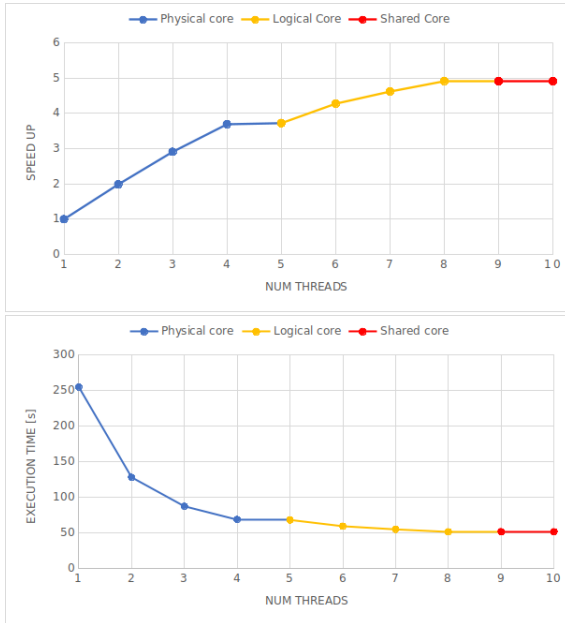 Physical core Logical Core Shared Core
6
5
4
3
2
1
0
1 2 3 4 5 6 7 8 9 10
SPEED UP
NUM THREADS
Physical core Logical core Shared core
300
250
200
150
100
50
0
1 2 3 4 5 6 7 8 9 10
EXECUTION TIME [s]
NUM THREADS